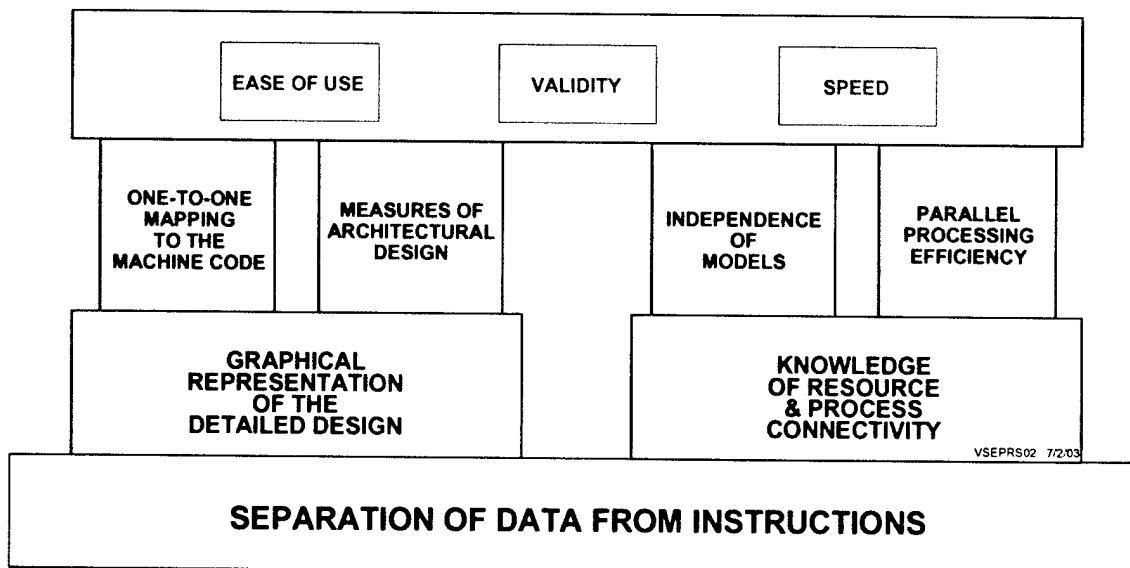 EASE OF USE
VALIDITY
SPEED
ONE-TO-ONE
MAPPING
TO THE
MACHINE CODE
MEASURES OF
ARCHITECTURAL
DESIGN
INDEPENDENCE
OF
MODELS
PARALLEL
PROCESSING
EFFICIENCY
GRAPHICAL
REPRESENTATION
OF THE
DETAILED DESIGN
KNOWLEDGE
OF RESOURCE
& PROCESS
CONNECTIVITY
VSEPRS02 7/2/03
SEPARATION OF DATA FROM INSTRUCTIONS